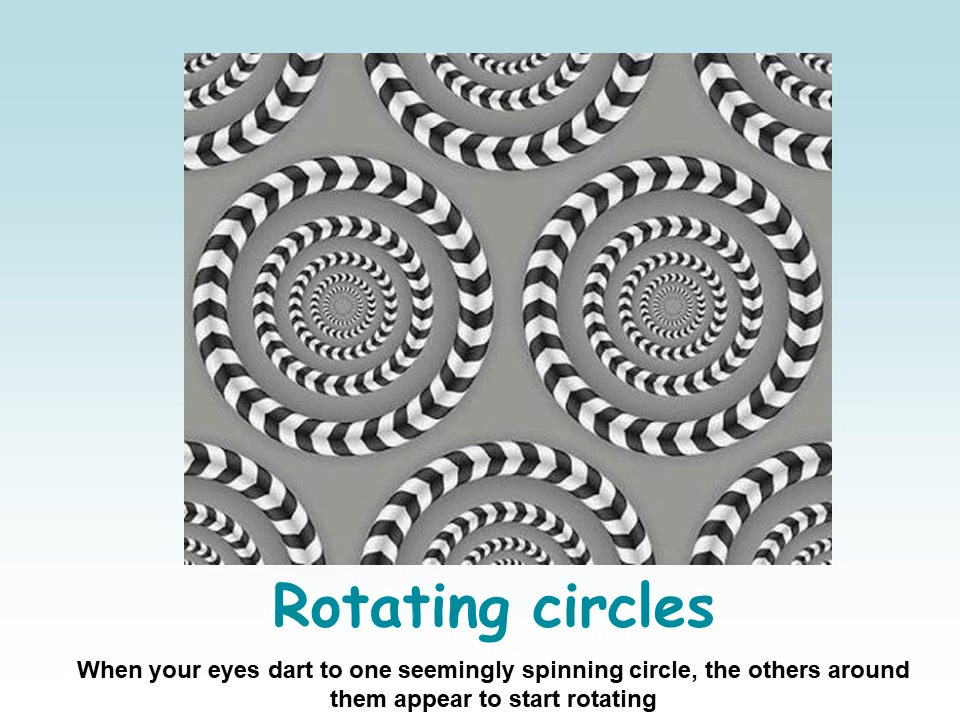 Rotating circles
When your eyes dart to one seemingly spinning circle, the others around
them appear to start rotating